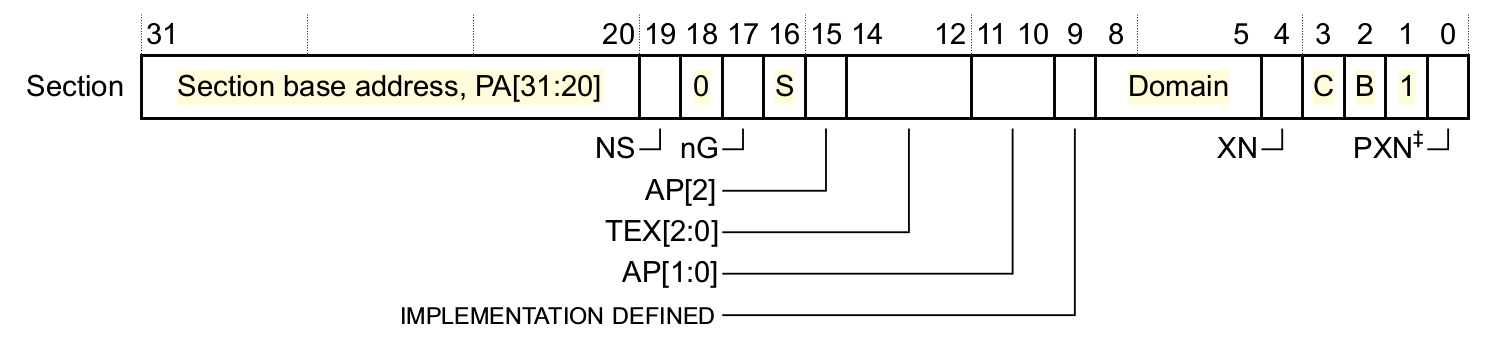 31 20 19 18 17 16 15 14 12 11 10 9 8 5 4 3 2 1 0
Section Section base address, PA[31:20] 0 S Domain C B 1
NS nG XN PXN‡
AP[2]
TEX[2:0]
AP[1:0]
IMPLEMENTATION DEFINED